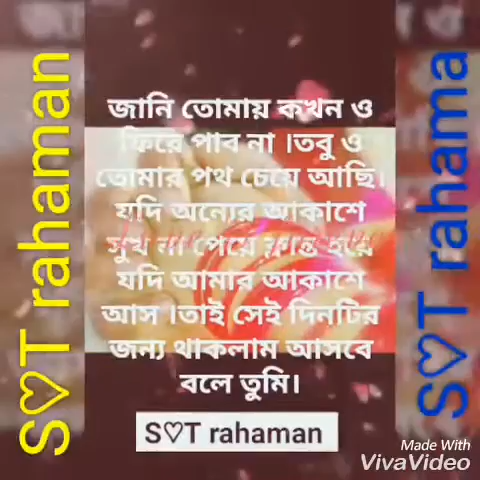 জানি তোমায় কখন ও
ফিরে পাব না ।তবু ও
তোমার পথ চেয়ে আছি।
যদি অন্যের আকাশে
সুখ না পেয়ে ক্লান্ত হয়ে
যদি আমার আকাশে
আস ।তাই সেই দিনটির
জন্য থাকলাম আসবে
বলে তুমি।
S♡T rahaman
S♡T rahaman
S♡T rahama
Made With
VivaVideo